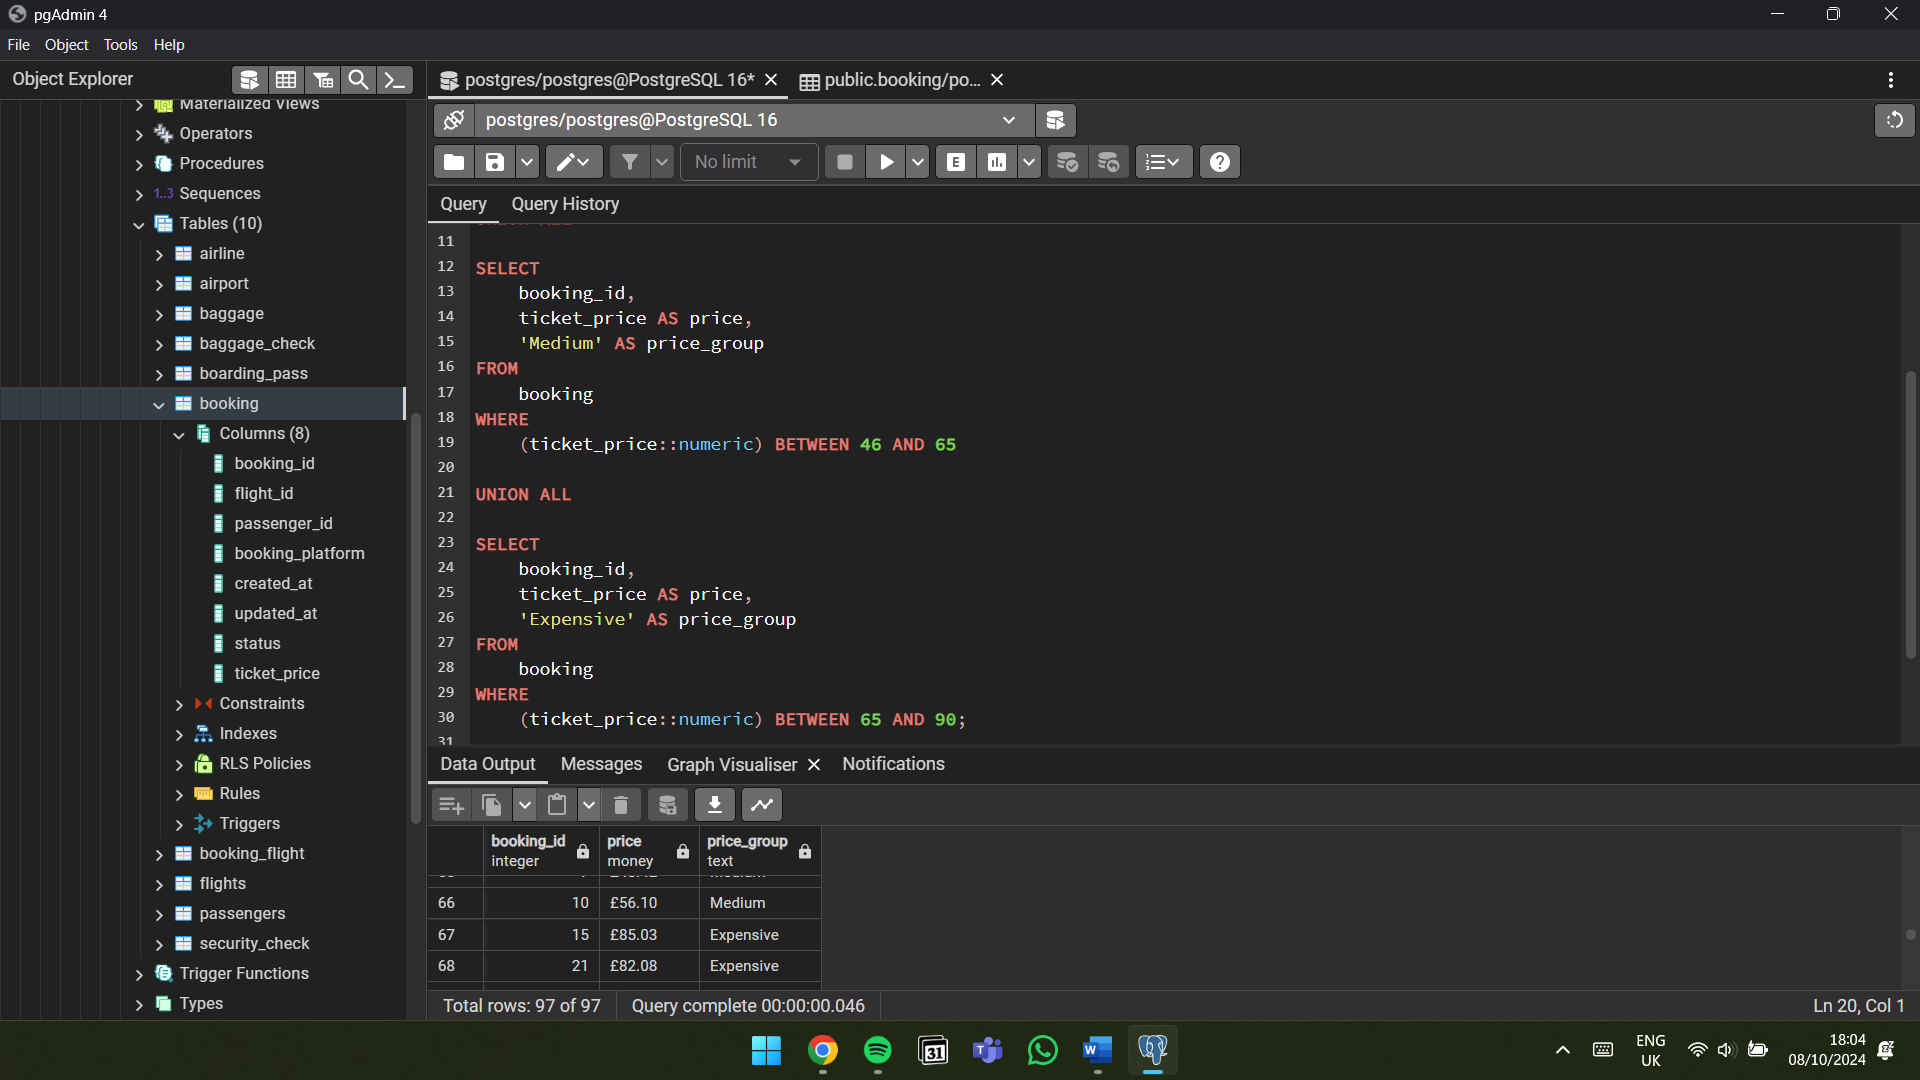 pgAdmin 4
File Object Tools Help
Object Explorer
postgres/postgres@PostgreSQL 16*
public.booking/po...
Materialized Views
Operators
Procedures
1..3 Sequences
Tables (10)
airline
airport
baggage
baggage_check
boarding_pass
booking
Columns (8)
booking_id
flight_id
passenger_id
booking_platform
created_at
updated_at
status
ticket_price
Constraints
Indexes
RLS Policies
Rules
Triggers
booking_flight
flights
passengers
security_check
Trigger Functions
Types
postgres/postgres@PostgreSQL 16
No limit
E
Query Query History
11
12 SELECT
13 booking_id,
14 ticket_price AS price,
15 'Medium' AS price_group
16 FROM
17 booking
18 WHERE
19 (ticket_price::numeric) BETWEEN 46 AND 65
20
21 UNION ALL
22
23 SELECT
24 booking_id,
25 ticket_price AS price,
26 'Expensive' AS price_group
27 FROM
28 booking
29 WHERE
30 (ticket_price::numeric) BETWEEN 65 AND 90;
31
Data Output Messages Graph Visualiser Notifications
booking_id price price_group
integer money text
66 10 £56.10 Medium
67 15 £85.03 Expensive
68 21 £82.08 Expensive
Total rows: 97 of 97 Query complete 00:00:00.046 Ln 20, Col 1
31
W
ENG
UK
18:04
08/10/2024